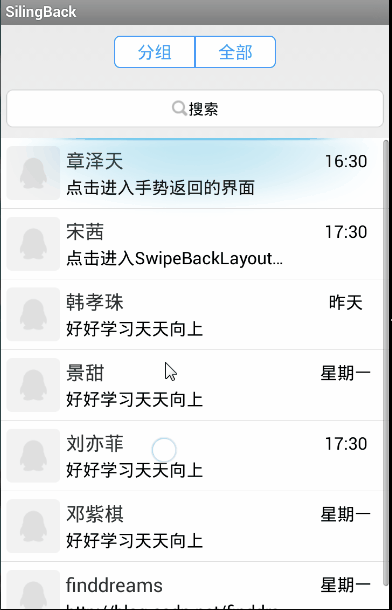 SilingBack
分组 全部
搜索
章泽天 16:30
点击进入手势返回的界面
宋茜 17:30
点击进入SwipeBackLayout…
韩孝珠 昨天
好好学习天天向上
景甜 星期一
好好学习天天向上
刘亦菲 17:30
好好学习天天向上
邓紫棋 星期一
好好学习天天向上
finddreams 星期一